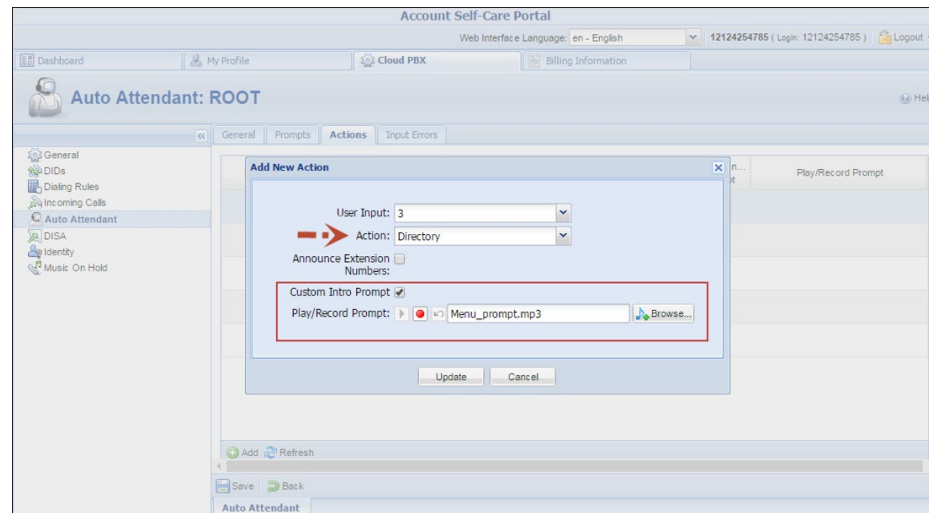 Account Self-Care Portal
Web Interface Language: en - English 12124254785 ( Login: 12124254785 ) Logout
Dashboard My Profile Cloud PBX Billing Information
Auto Attendant: ROOT
Hel
General Prompts Actions Input Errors
General
DIDs
Dialing Rules
Incoming Calls
Auto Attendant
DISA
Identity
Music On Hold
Play/Record Prompt
Add New Action
User Input: 3
Action: Directory
Announce Extension
Numbers:
Custom Intro Prompt
Play/Record Prompt: Menu_prompt.mp3 Browse...
Update Cancel
Add Refresh
Save Back
Auto Attendant